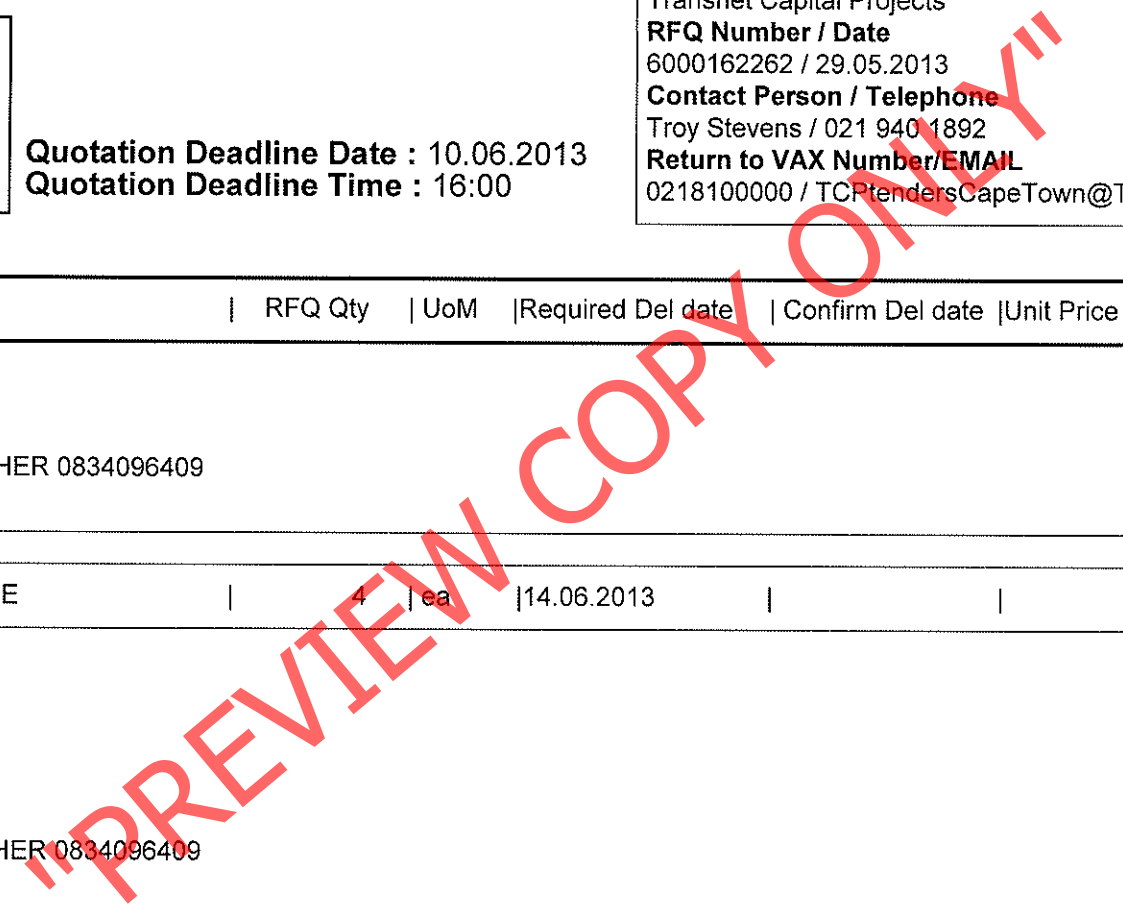 Transnet Capital Projects
RFQ Number / Date
6000162262 / 29.05.2013
Contact Person / Telephone
Troy Stevens / 021 940 1892
Return to VAX Number/EMAIL
0218100000 / TCPtendersCapeTown@T
Quotation Deadline Date : 10.06.2013
Quotation Deadline Time : 16:00
| RFQ Qty | UoM |Required Del date | Confirm Del date |Unit Price
HER 0834096409
E | 4 | ea |14.06.2013 | |
HER 0834096409
"PREVIEW COPY ONLY"